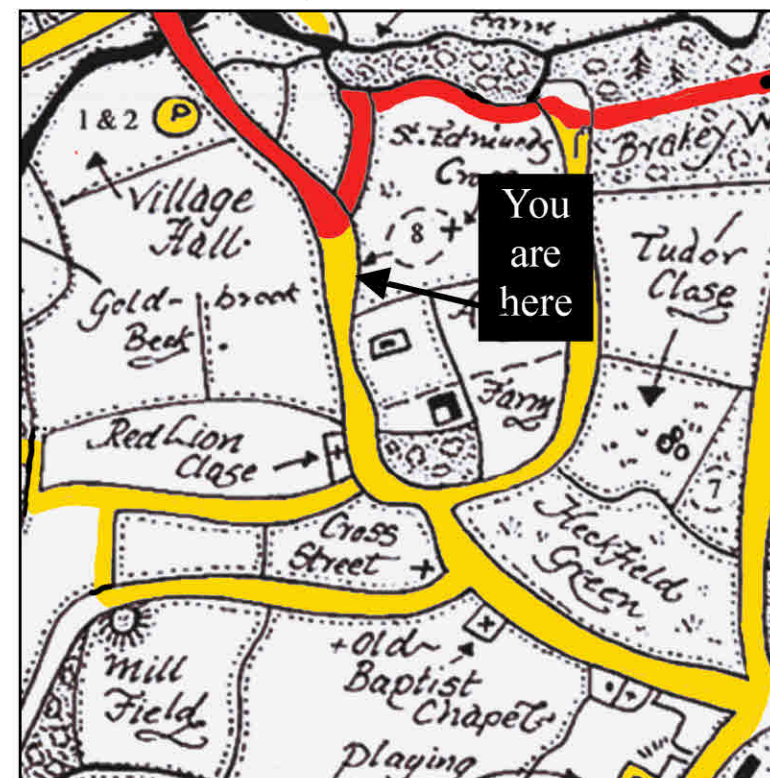 1 & 2
P
Village
Hall.
St. Edmunds
8
You
are
here
Brakey
Tudor
Close
Gold-
brook
Beck
Farm
Red Lion
Close
80
7
Cross
Street
Heckfield
Green
Mill
Field
Old
Baptist
Chapel
Playing